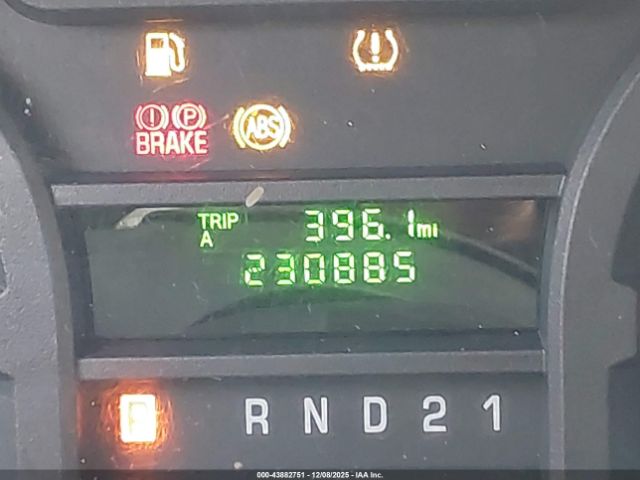 BRAKE ABS
TRIP 396.1mi
A
230885
P R N D 2 1
000-43882751 - 12/08/2025 - IAA Inc.